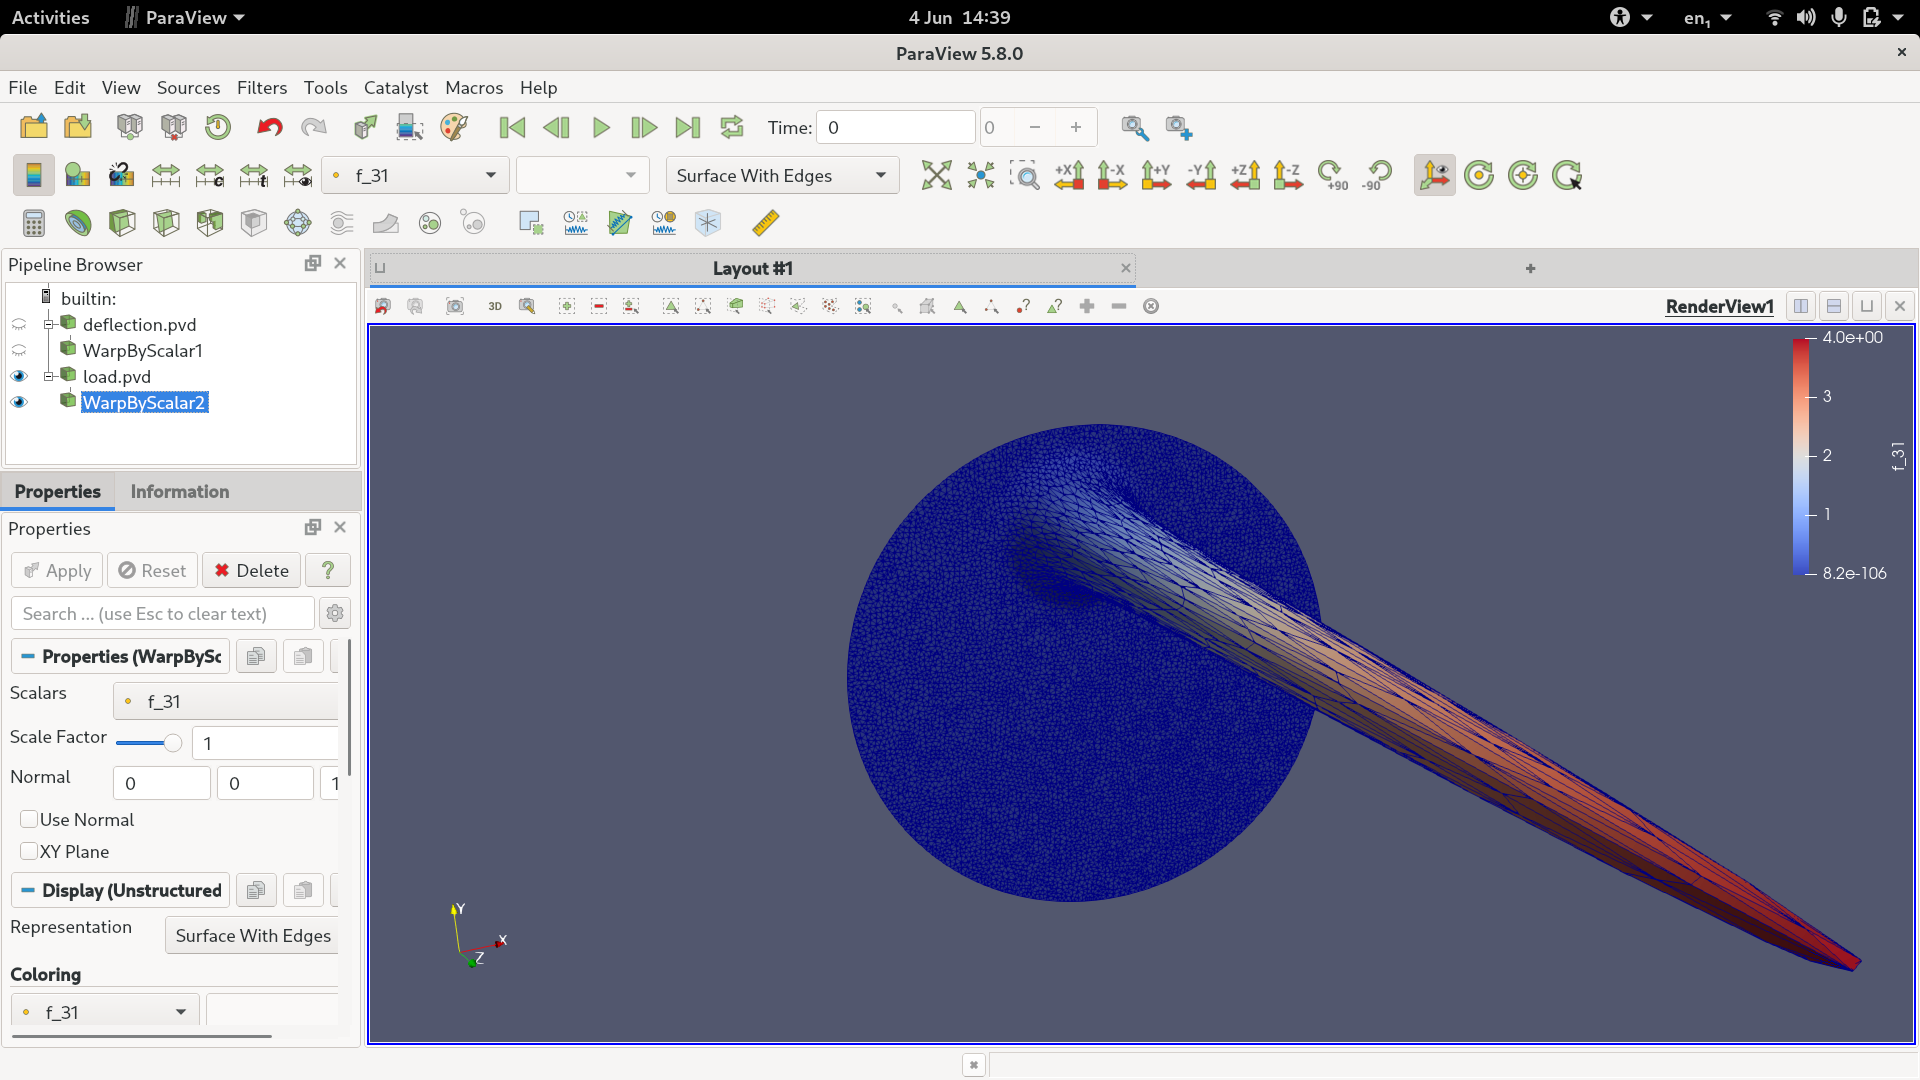 Activities ParaView 4 Jun 14:39 en1
ParaView 5.8.0
File Edit View Sources Filters Tools Catalyst Macros Help
Time: 0 0
f_31 Surface With Edges +X -X +Y -Y +Z -Z +90 -90
Pipeline Browser
builtin:
deflection.pvd
WarpByScalar1
load.pvd
WarpByScalar2
Properties Information
Properties
Apply Reset Delete ?
Search ... (use Esc to clear text)
Properties (WarpBySc
Scalars f_31
Scale Factor 1
Normal 0 0 1
Use Normal
XY Plane
Display (Unstructured
Representation Surface With Edges
Coloring
f_31
Layout #1
3D RenderView1
4.0e+00
3
2
1
8.2e-106
f_31
Y
X
Z